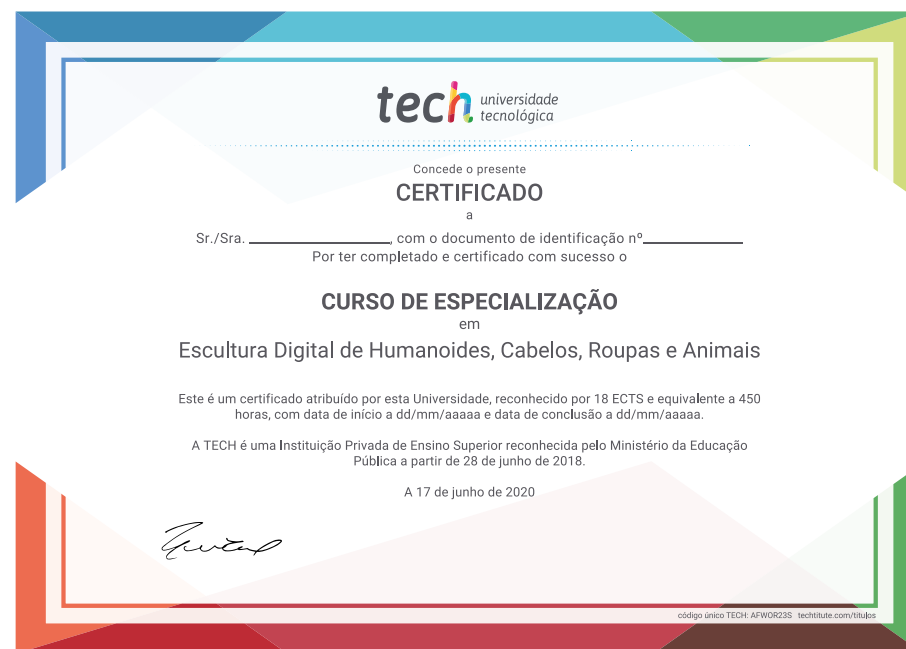 tech universidade
tecnológica
Concede o presente
CERTIFICADO
a
Sr./Sra. ____________________, com o documento de identificação nº______________
Por ter completado e certificado com sucesso o
CURSO DE ESPECIALIZAÇÃO
em
Escultura Digital de Humanoides, Cabelos, Roupas e Animais
Este é um certificado atribuído por esta Universidade, reconhecido por 18 ECTS e equivalente a 450
horas, com data de início a dd/mm/aaaaa e data de conclusão a dd/mm/aaaaa.
A TECH é uma Instituição Privada de Ensino Superior reconhecida pelo Ministério da Educação
Pública a partir de 28 de junho de 2018.
A 17 de junho de 2020
código único TECH: AFWOR23S techtitute.com/titulos